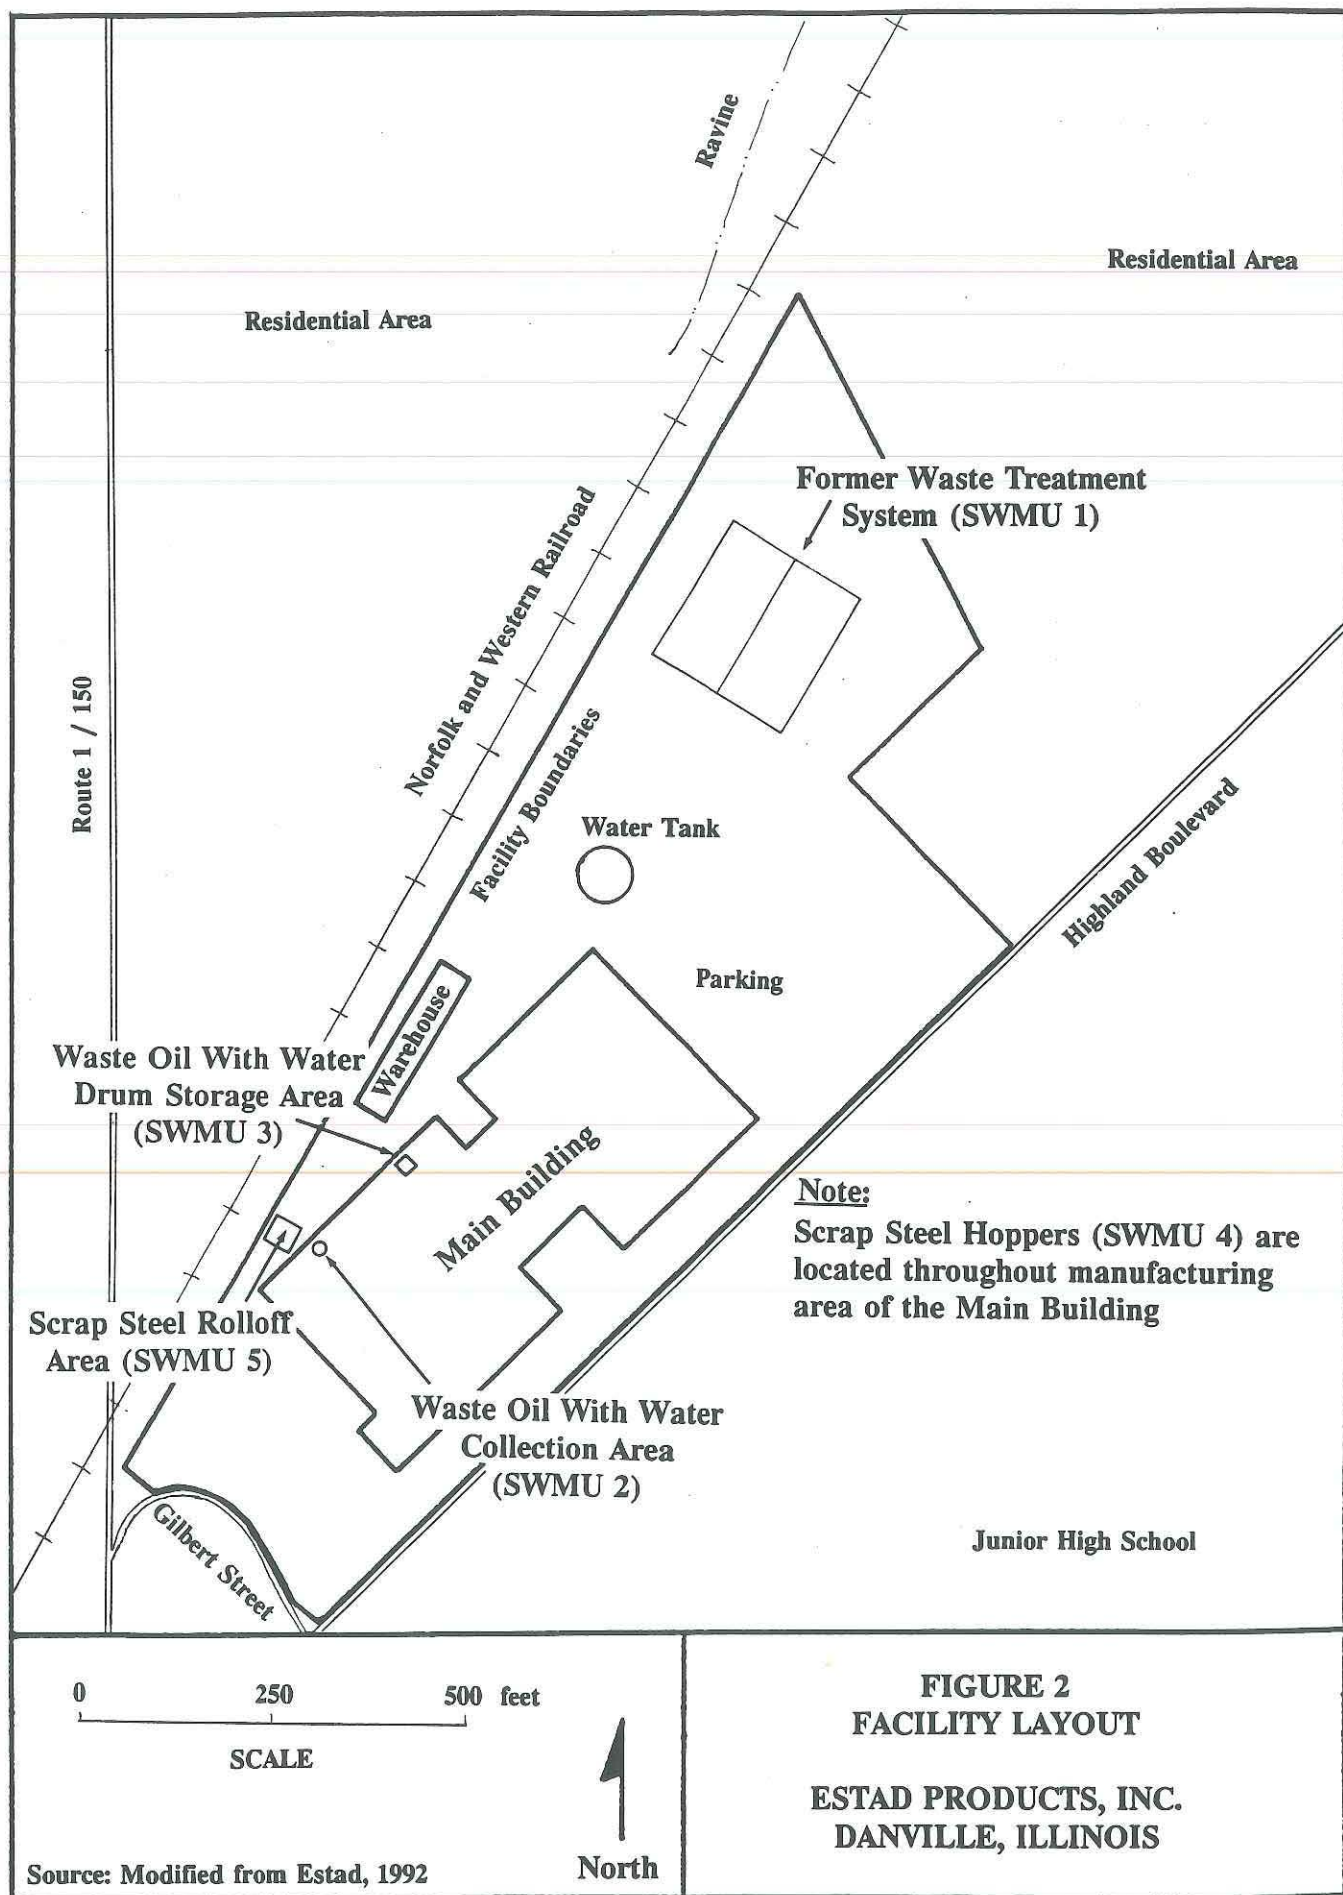 Ravine
Residential Area
Residential Area
Former Waste Treatment
System (SWMU 1)
Norfolk and Western Railroad
Route 1 / 150
Facility Boundaries
Water Tank
Highland Boulevard
Parking
Warehouse
Waste Oil With Water
Drum Storage Area
(SWMU 3)
Main Building
Note:
Scrap Steel Hoppers (SWMU 4) are
located throughout manufacturing
area of the Main Building
Scrap Steel Rolloff
Area (SWMU 5)
Waste Oil With Water
Collection Area
(SWMU 2)
Gilbert Street
Junior High School
0 250 500 feet
SCALE
North
Source: Modified from Estad, 1992
FIGURE 2
FACILITY LAYOUT
ESTAD PRODUCTS, INC.
DANVILLE, ILLINOIS